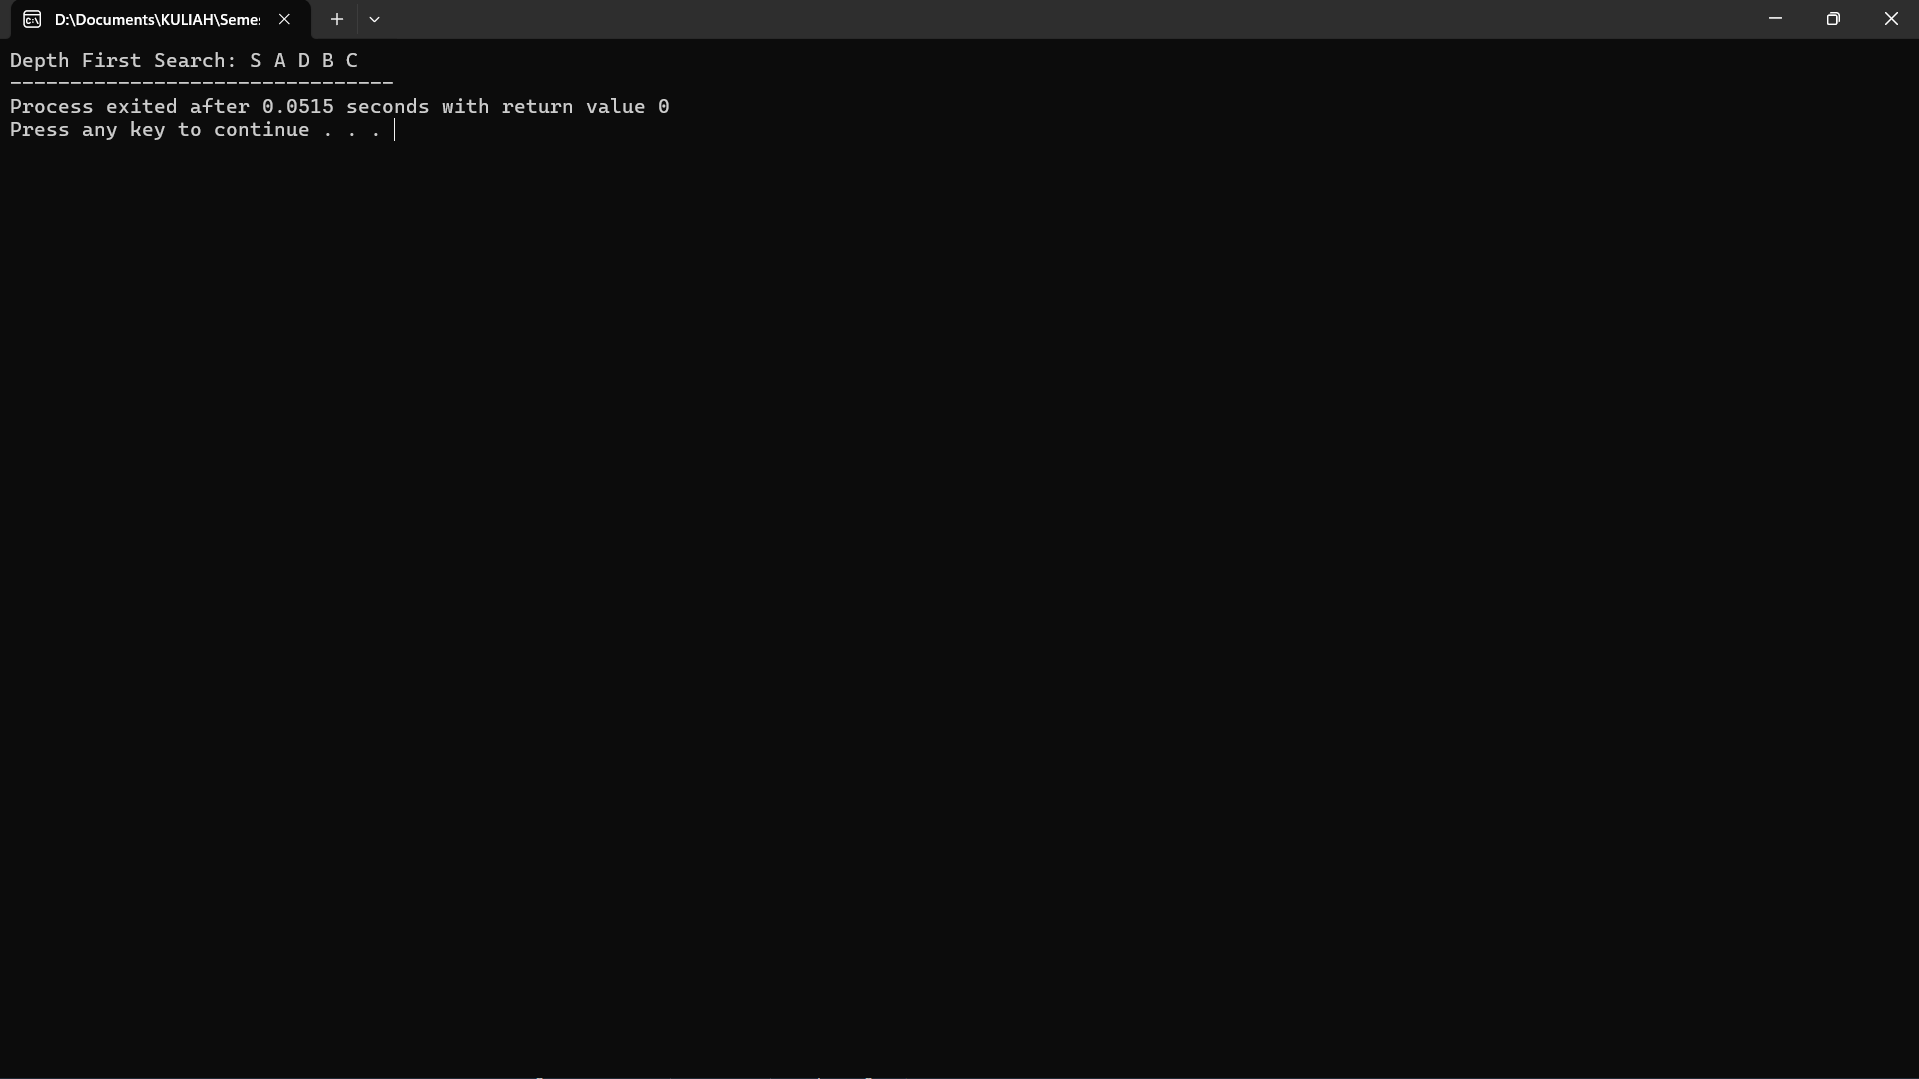 D:\Documents\KULIAH\Seme
Depth First Search: S A D B C
--------------------------------
Process exited after 0.0515 seconds with return value 0
Press any key to continue . . .